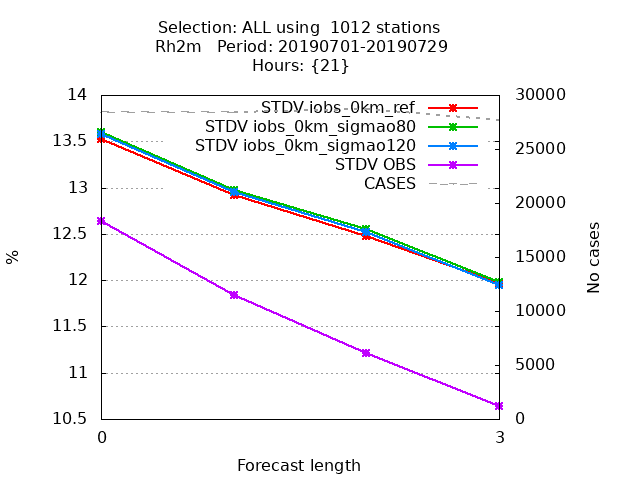 Selection: ALL using  1012 stations
Rh2m   Period: 20190701-20190729
Hours: {21}
14
30000
STDV iobs_0km_ref
STDV iobs_0km_sigmao80
13.5
STDV iobs_0km_sigmao120
25000
STDV OBS
CASES
13
20000
12.5
%
No cases
15000
12
10000
11.5
5000
11
10.5
0
0
3
Forecast length